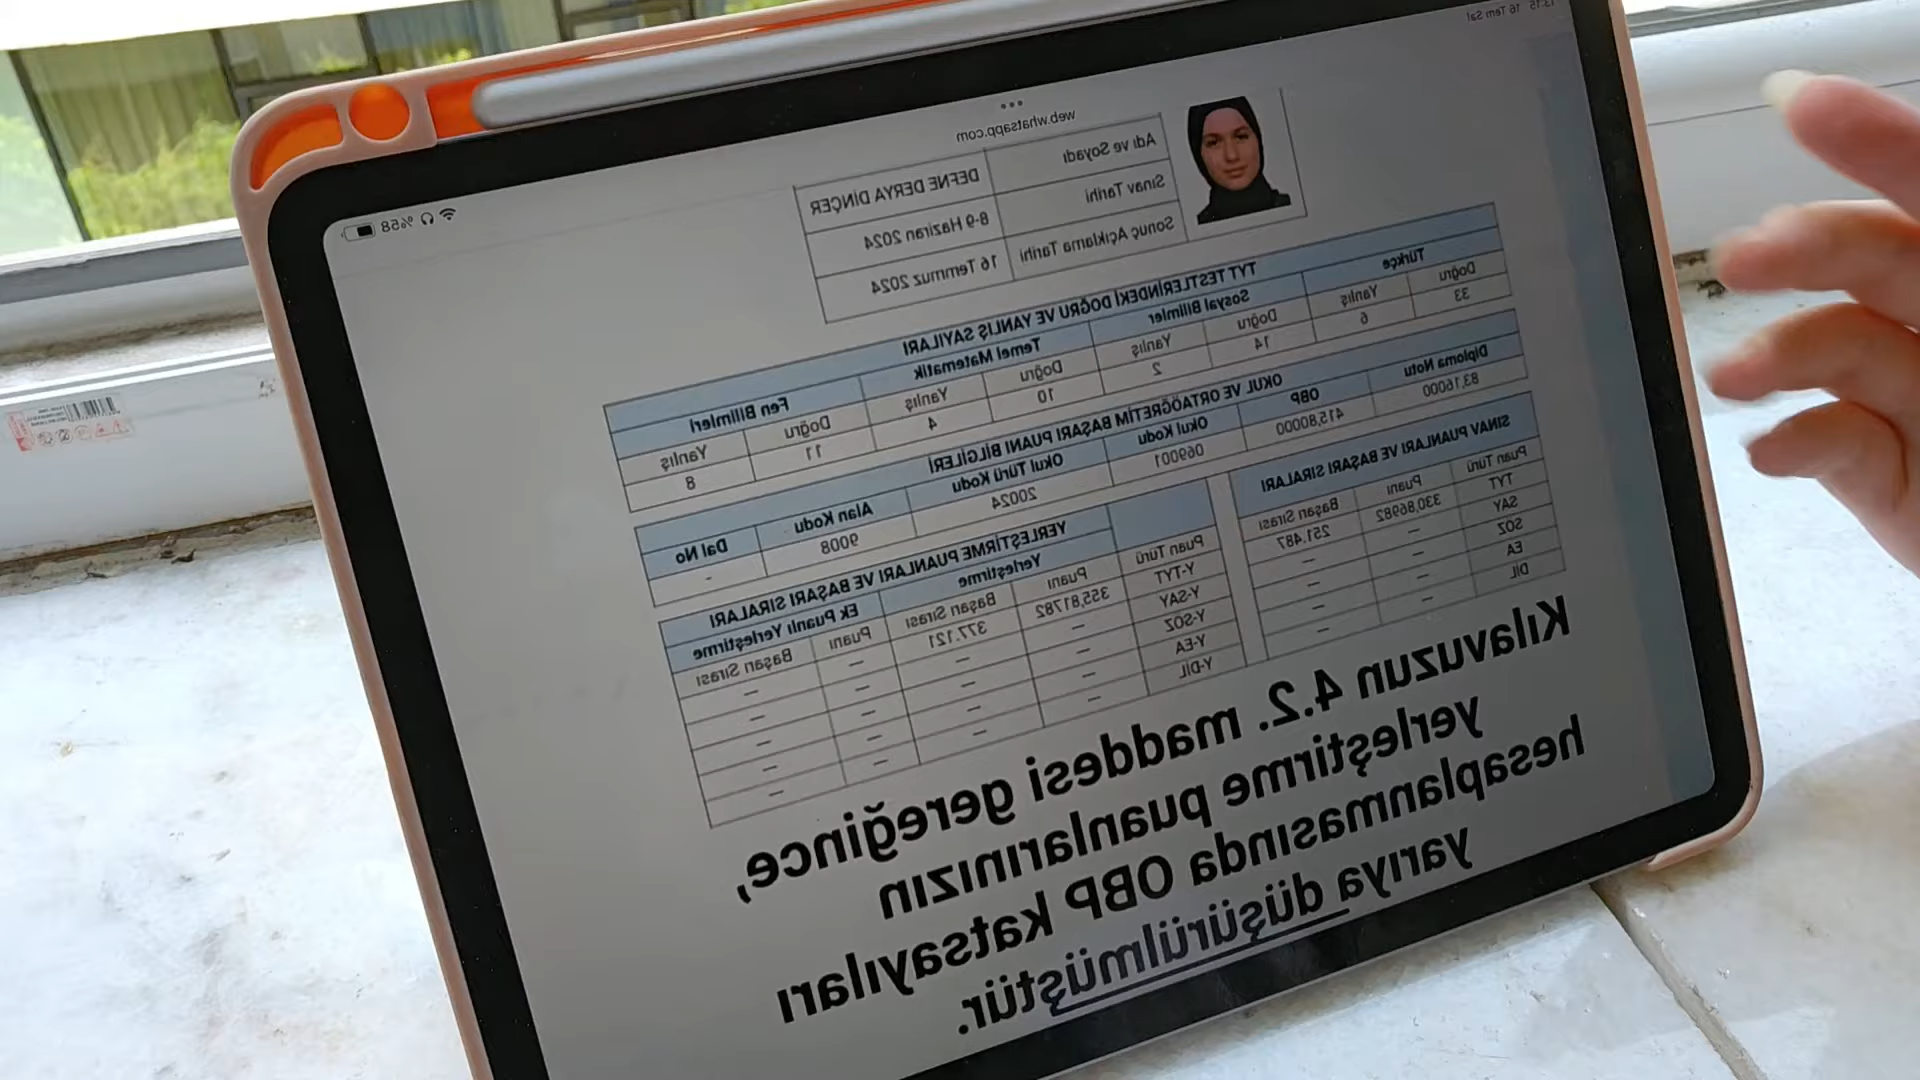 13:15 16 Tem Sal
%58
web.whatsapp.com
Adı ve Soyadı DEFNE DERYA DİNÇER
Sınav Tarihi 8-9 Haziran 2024
Sonuç Açıklama Tarihi 16 Temmuz 2024
TYT TESTLERİNDEKİ DOĞRU VE YANLIŞ SAYILARI
Türkçe Sosyal Bilimler Temel Matematik Fen Bilimleri
Doğru Yanlış Doğru Yanlış Doğru Yanlış Doğru Yanlış
33 6 14 2 10 4 11 8
OKUL VE ORTAÖĞRETİM BAŞARI PUANI BİLGİLERİ
Diploma Notu OBP Okul Kodu Okul Türü Kodu Alan Kodu Dal No
83,16000 415,80000 069001 20024 9008 -
SINAV PUANLARI VE BAŞARI SIRALARI
Puan Türü Puanı Başarı Sırası
TYT 330,86982 251.487
SAY — —
SÖZ — —
EA — —
DİL — —
YERLEŞTİRME PUANLARI VE BAŞARI SIRALARI
Yerleştirme Ek Puanlı Yerleştirme
Puan Türü Puanı Başarı Sırası Puanı Başarı Sırası
Y-TYT 355,81782 377.121 — —
Y-SAY — — — —
Y-SÖZ — — — —
Y-EA — — — —
Y-DİL — — — —
Kılavuzun 4.2. maddesi gereğince,
yerleştirme puanlarınızın
hesaplanmasında OBP katsayıları
yarıya düşürülmüştür.